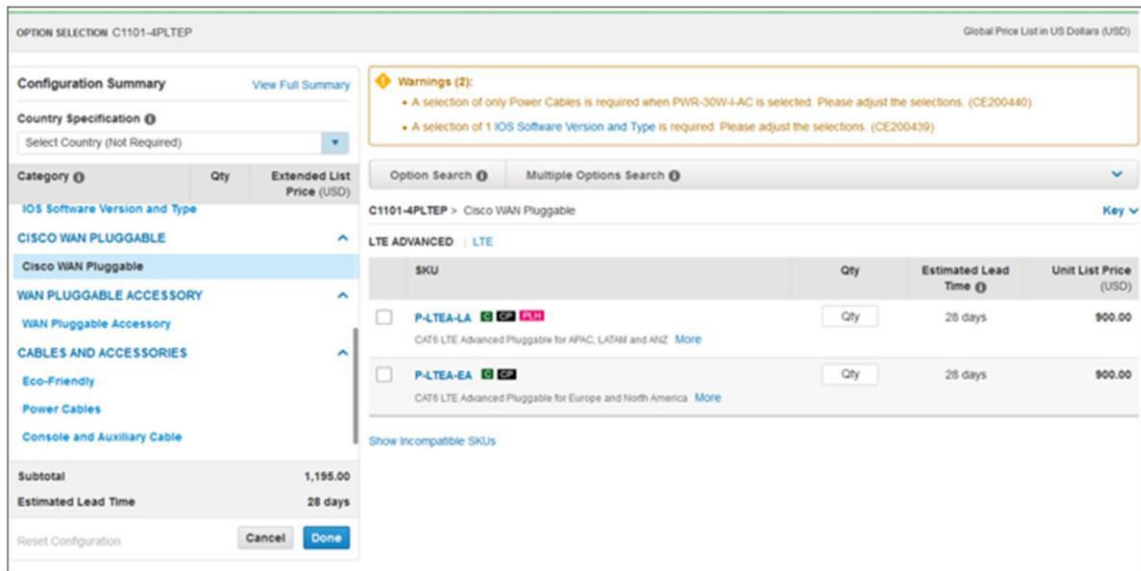 OPTION SELECTION C1101-4PLTEP
Global Price List in US Dollars (USD)
Configuration Summary
View Full Summary
Country Specification
Select Country (Not Required)
Category Qty Extended List Price (USD)
IOS Software Version and Type
CISCO WAN PLUGGABLE
Cisco WAN Pluggable
WAN PLUGGABLE ACCESSORY
WAN Pluggable Accessory
CABLES AND ACCESSORIES
Eco-Friendly
Power Cables
Console and Auxiliary Cable
Subtotal 1,195.00
Estimated Lead Time 28 days
Reset Configuration Cancel Done
Warnings (2):
• A selection of only Power Cables is required when PWR-30W-I-AC is selected. Please adjust the selections. (CE200440)
• A selection of 1 IOS Software Version and Type is required. Please adjust the selections. (CE200439)
Option Search Multiple Options Search
C1101-4PLTEP > Cisco WAN Pluggable Key
LTE ADVANCED | LTE
SKU Qty Estimated Lead Time Unit List Price (USD)
P-LTEA-LA C CP PLH Qty 28 days 900.00
CAT6 LTE Advanced Pluggable for APAC, LATAM and ANZ More
P-LTEA-EA C CP Qty 28 days 900.00
CAT6 LTE Advanced Pluggable for Europe and North America More
Show Incompatible SKUs